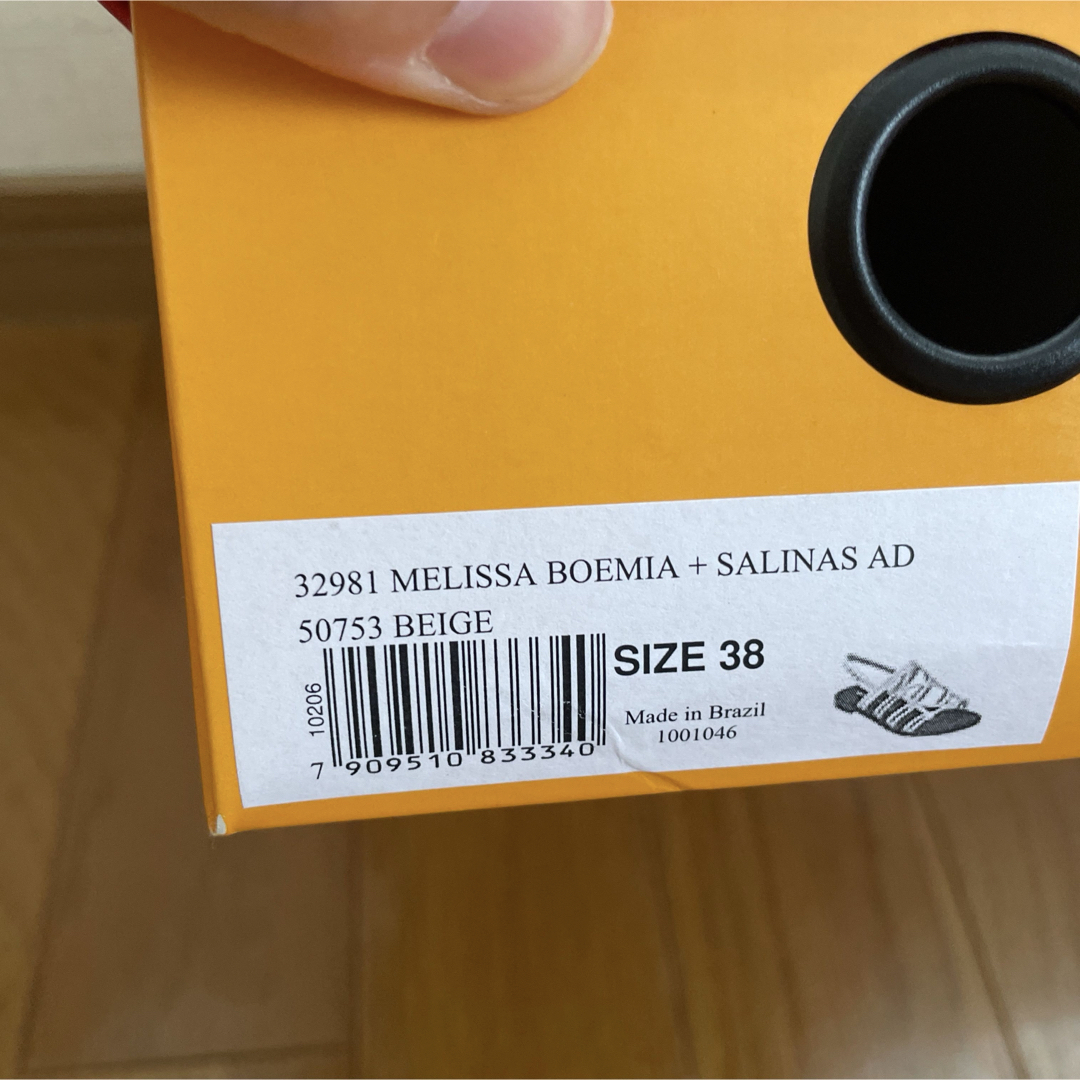 32981 MELISSA BOEMIA + SALINAS AD
50753 BEIGE
SIZE 38
10206
Made in Brazil
1001046
7 909510 833340